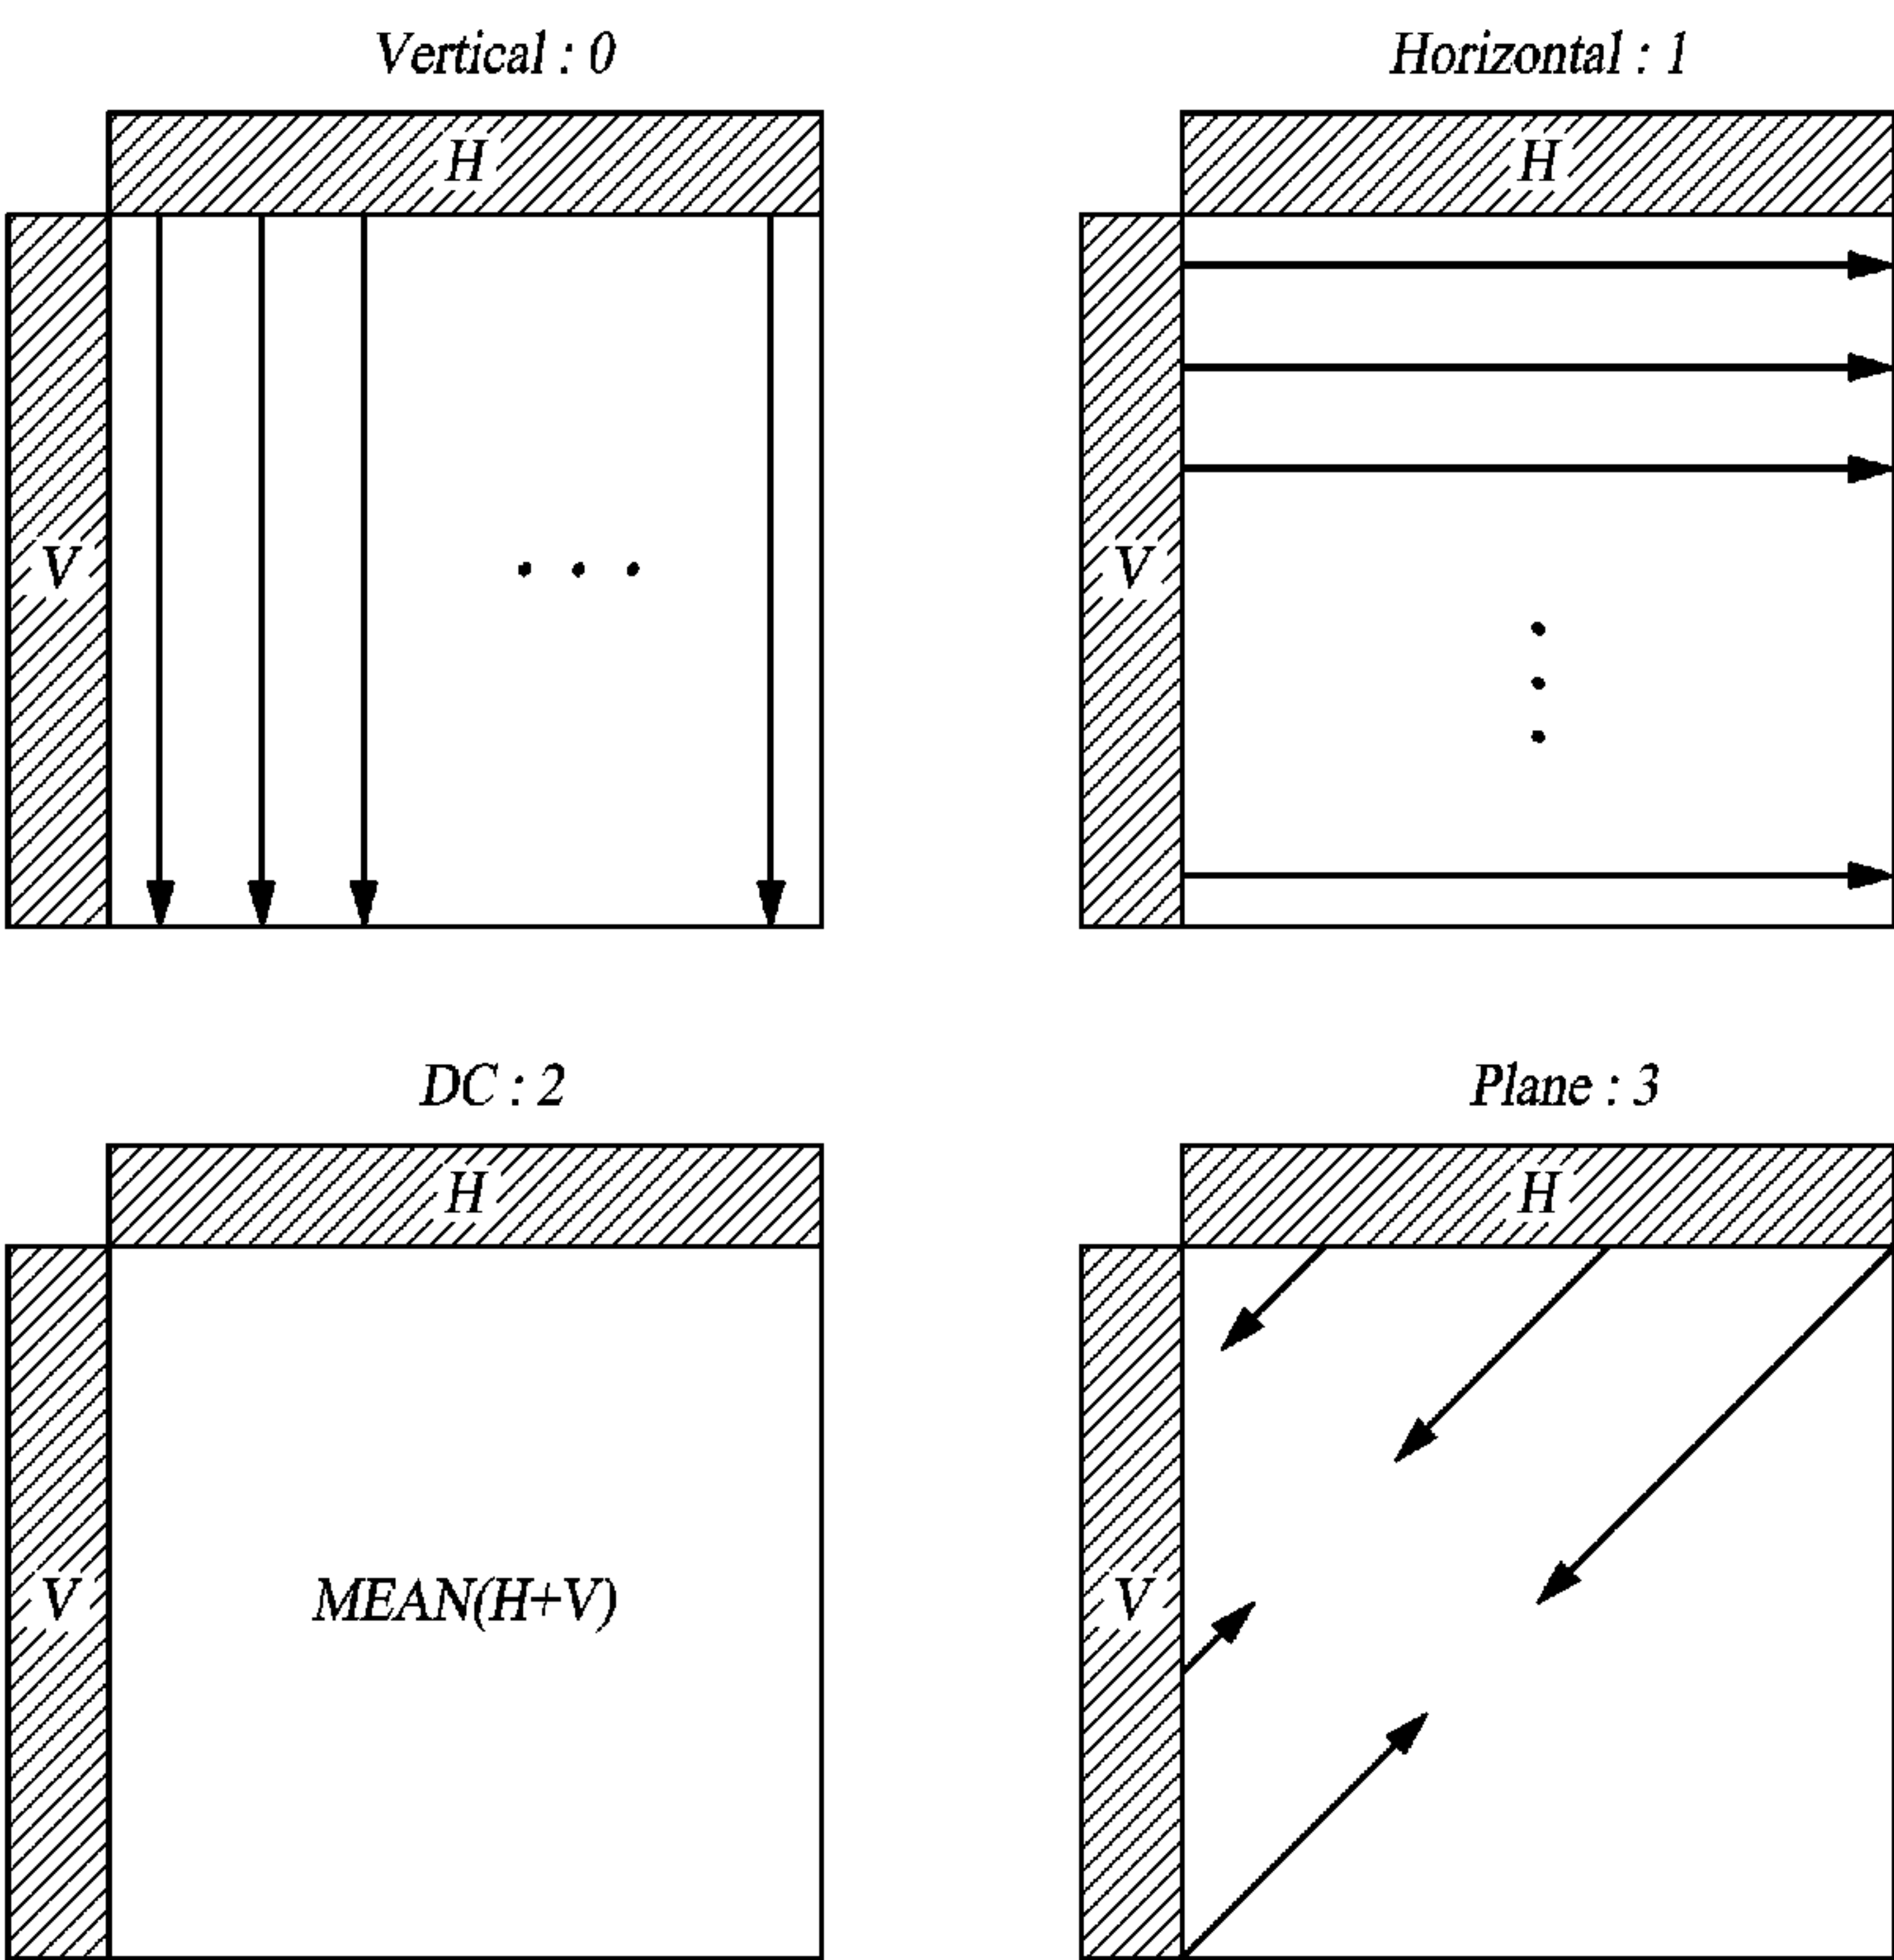 Vertical : 0
Horizontal : 1
H
H
V
V
DC : 2
Plane : 3
H
H
V
MEAN(H+V)
V